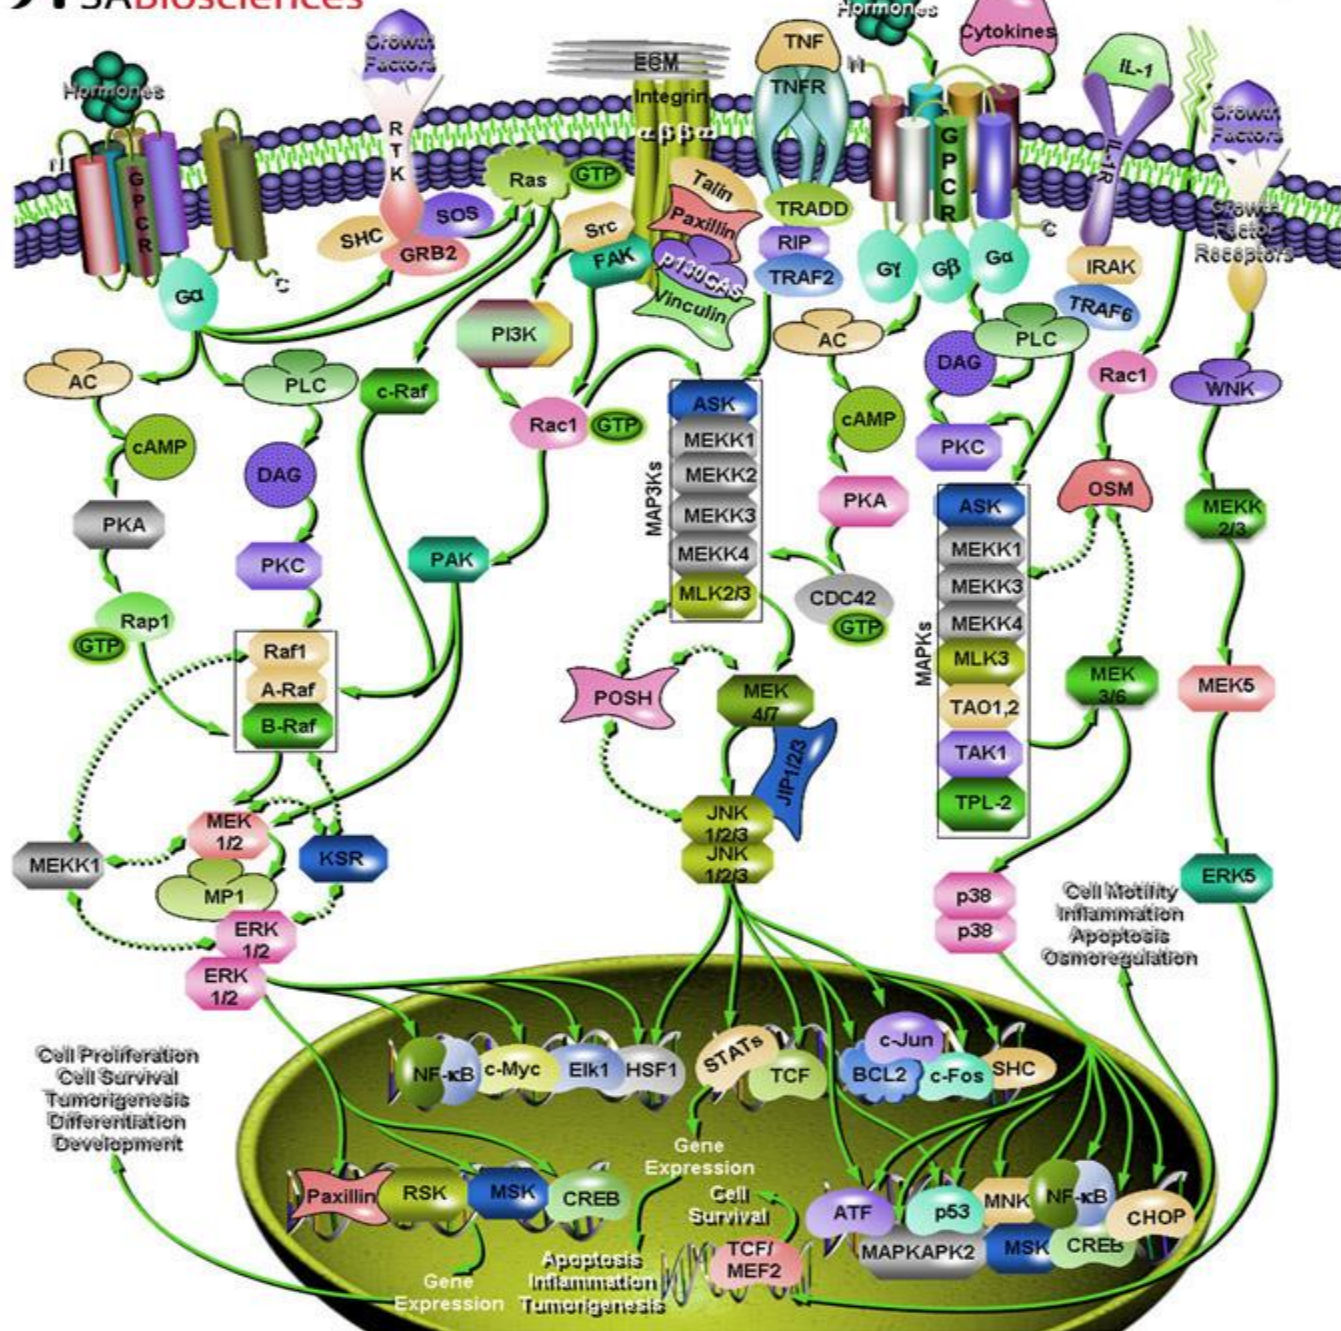 SABiosciences
Hormones
Growth
Factors
ECM
Integrin
α β β α
TNF
TNFR
Hormones
Cytokines
N
IL-1
IL-1R
Growth
Factors
N
GPCR
C
RTK
SHC
SOS
GRB2
Ras
GTP
Src
FAK
Talin
Paxillin
p130CAS
Vinculin
TRADD
RIP
TRAF2
GPCR
C
Gγ
Gβ
Gα
IRAK
TRAF6
Growth
Factor
Receptors
Gα
AC
PLC
c-Raf
PI3K
Rac1
GTP
AC
DAG
PLC
Rac1
WNK
cAMP
DAG
PKA
PKC
PAK
Rap1
GTP
MAP3Ks
ASK
MEKK1
MEKK2
MEKK3
MEKK4
MLK2/3
cAMP
PKA
CDC42
GTP
PKC
MAPKs
ASK
MEKK1
MEKK3
MEKK4
MLK3
TAO1,2
TAK1
TPL-2
OSM
MEKK
2/3
MEK
3/6
MEK5
Raf1
A-Raf
B-Raf
POSH
MEK
4/7
JIP1/2/3
JNK
1/2/3
JNK
1/2/3
MEK
1/2
MEKK1
KSR
MP1
ERK
1/2
ERK
1/2
p38
p38
Cell Motility
Inflammation
Apoptosis
Osmoregulation
ERK5
Cell Proliferation
Cell Survival
Tumorigenesis
Differentiation
Development
NF-κB
c-Myc
Elk1
HSF1
STATs
TCF
c-Jun
BCL2
c-Fos
SHC
Gene
Expression
Cell
Survival
Paxillin
RSK
MSK
CREB
Gene
Expression
Apoptosis
Inflammation
Tumorigenesis
TCF/
MEF2
ATF
p53
MNK
NF-κB
CHOP
MAPKAPK2
MSK
CREB